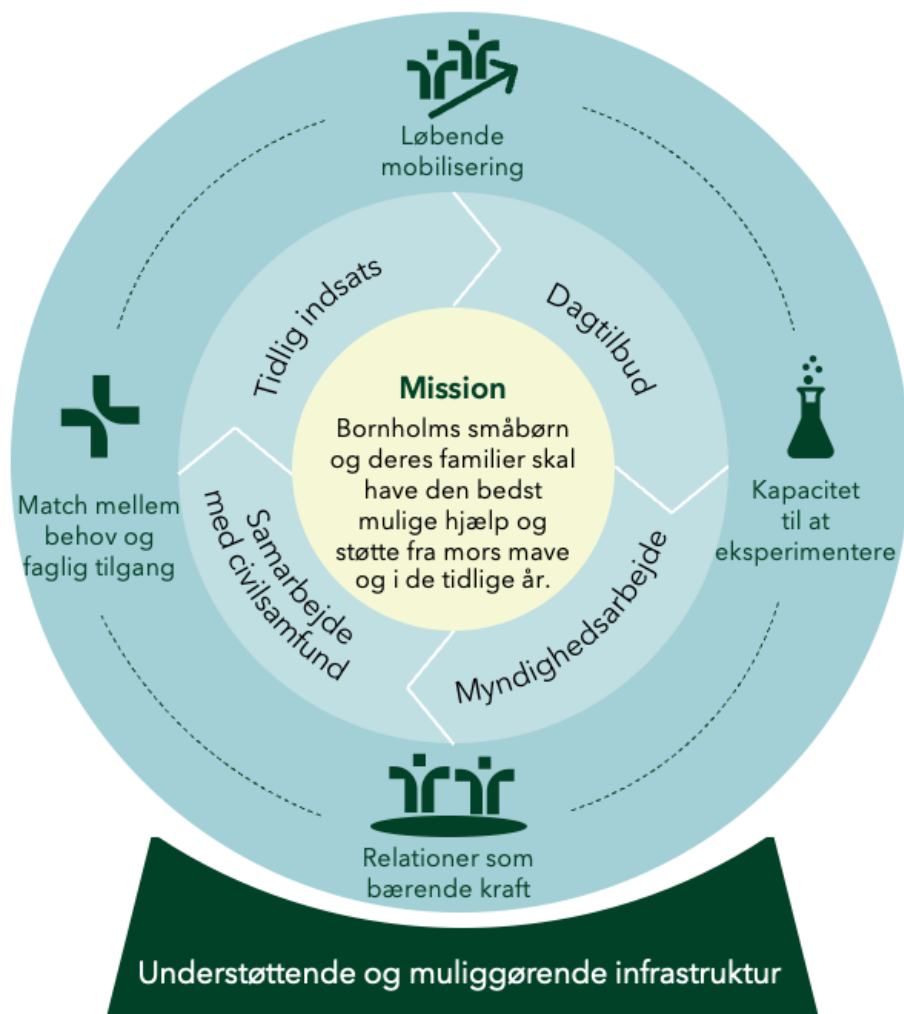 Løbende
mobilisering
Tidlig indsats
Dagtilbud
Mission
Bornholms småbørn
og deres familier skal
have den bedst
mulige hjælp og
støtte fra mors mave
og i de tidlige år.
Match mellem
behov og
faglig tilgang
Kapacitet
til at
eksperimentere
Samarbejde
med civilsamfund
Myndighedsarbejde
Relationer som
bærende kraft
Understøttende og muliggørende infrastruktur